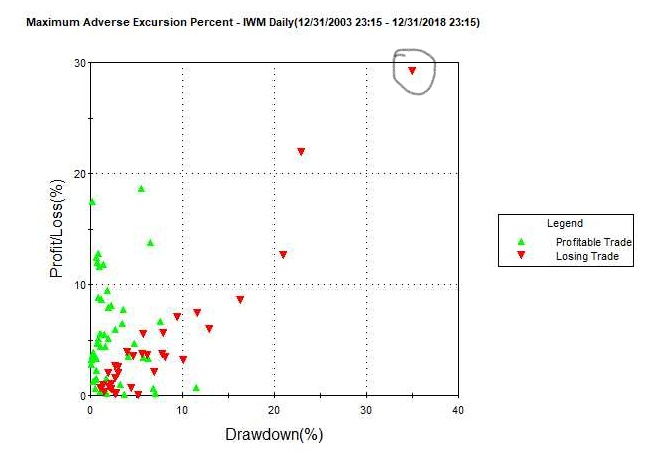 Maximum Adverse Excursion Percent - IWM Daily(12/31/2003 23:15 - 12/31/2018 23:15)
30
20
10
0
Profit/Loss(%)
0 10 20 30 40
Drawdown(%)
Legend
Profitable Trade
Losing Trade